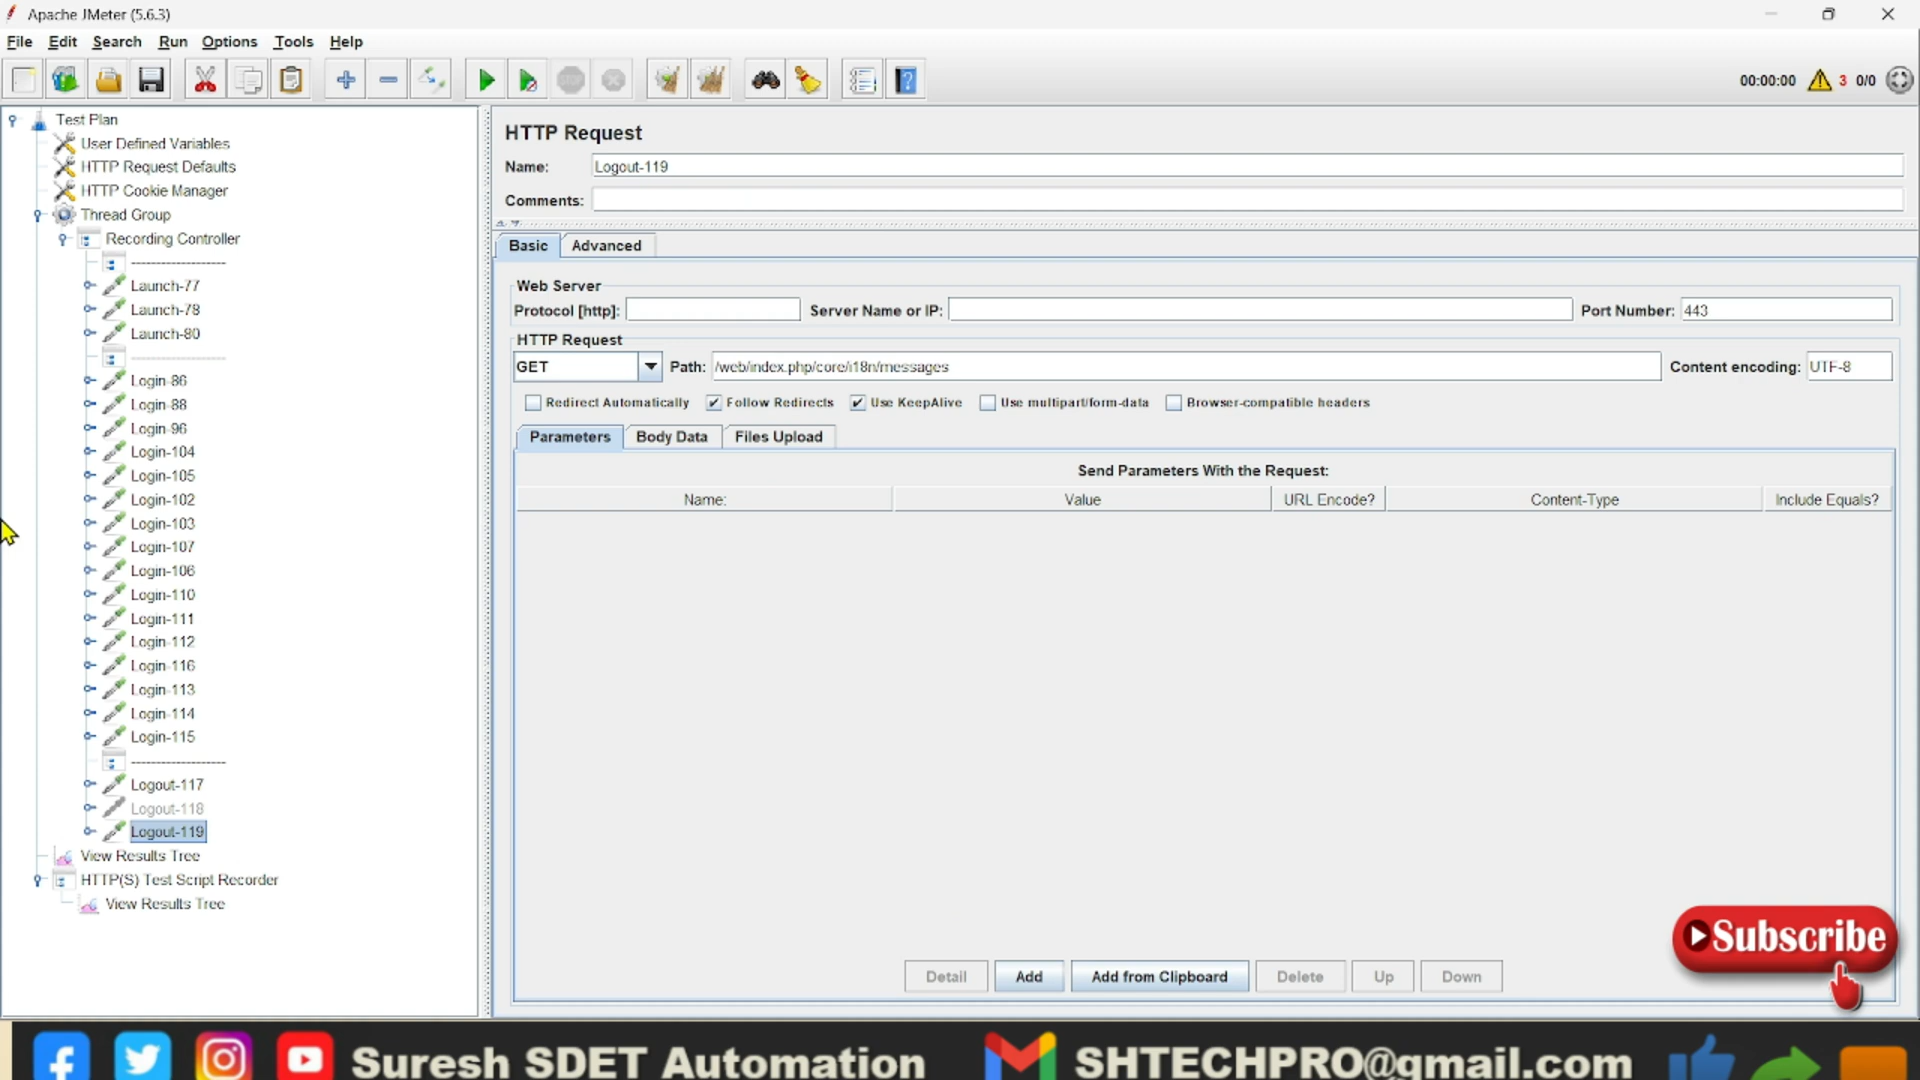 Apache JMeter (5.6.3)
File Edit Search Run Options Tools Help
00:00:00 3 0/0
Test Plan
User Defined Variables
HTTP Request Defaults
HTTP Cookie Manager
Thread Group
Recording Controller
--------------------
Launch-77
Launch-78
Launch-80
--------------------
Login-86
Login-88
Login-96
Login-104
Login-105
Login-102
Login-103
Login-107
Login-106
Login-110
Login-111
Login-112
Login-116
Login-113
Login-114
Login-115
--------------------
Logout-117
Logout-118
Logout-119
View Results Tree
HTTP(S) Test Script Recorder
View Results Tree
HTTP Request
Name: Logout-119
Comments:
Basic Advanced
Web Server
Protocol [http]: Server Name or IP: Port Number: 443
HTTP Request
GET Path: /web/index.php/core/i18n/messages Content encoding: UTF-8
Redirect Automatically Follow Redirects Use KeepAlive Use multipart/form-data Browser-compatible headers
Parameters Body Data Files Upload
Send Parameters With the Request:
Name: Value URL Encode? Content-Type Include Equals?
Detail Add Add from Clipboard Delete Up Down
Subscribe
Suresh SDET Automation SHTECHPRO@gmail.com